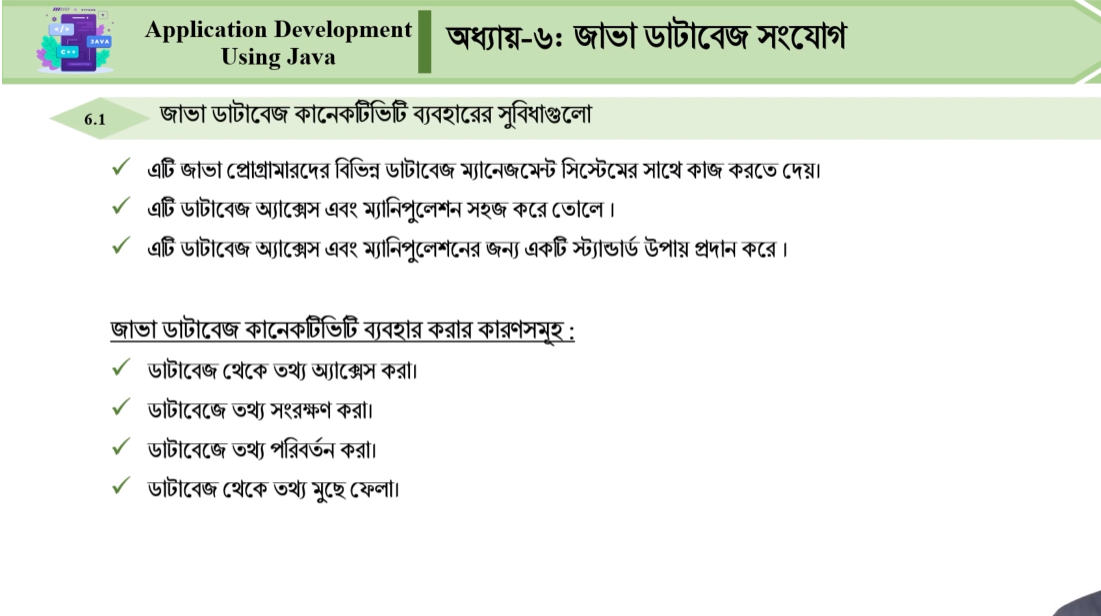 Application Development
Using Java
অধ্যায়-৬: জাভা ডাটাবেজ সংযোগ
6.1
জাভা ডাটাবেজ কানেকটিভিটি ব্যবহারের সুবিধাগুলো
✓ এটি জাভা প্রোগ্রামারদের বিভিন্ন ডাটাবেজ ম্যানেজমেন্ট সিস্টেমের সাথে কাজ করতে দেয়।
✓ এটি ডাটাবেজ অ্যাক্সেস এবং ম্যানিপুলেশন সহজ করে তোলে।
✓ এটি ডাটাবেজ অ্যাক্সেস এবং ম্যানিপুলেশনের জন্য একটি স্ট্যান্ডার্ড উপায় প্রদান করে।
জাভা ডাটাবেজ কানেকটিভিটি ব্যবহার করার কারণসমূহ :
✓ ডাটাবেজ থেকে তথ্য অ্যাক্সেস করা।
✓ ডাটাবেজে তথ্য সংরক্ষণ করা।
✓ ডাটাবেজে তথ্য পরিবর্তন করা।
✓ ডাটাবেজ থেকে তথ্য মুছে ফেলা।
</>
JAVA
C++